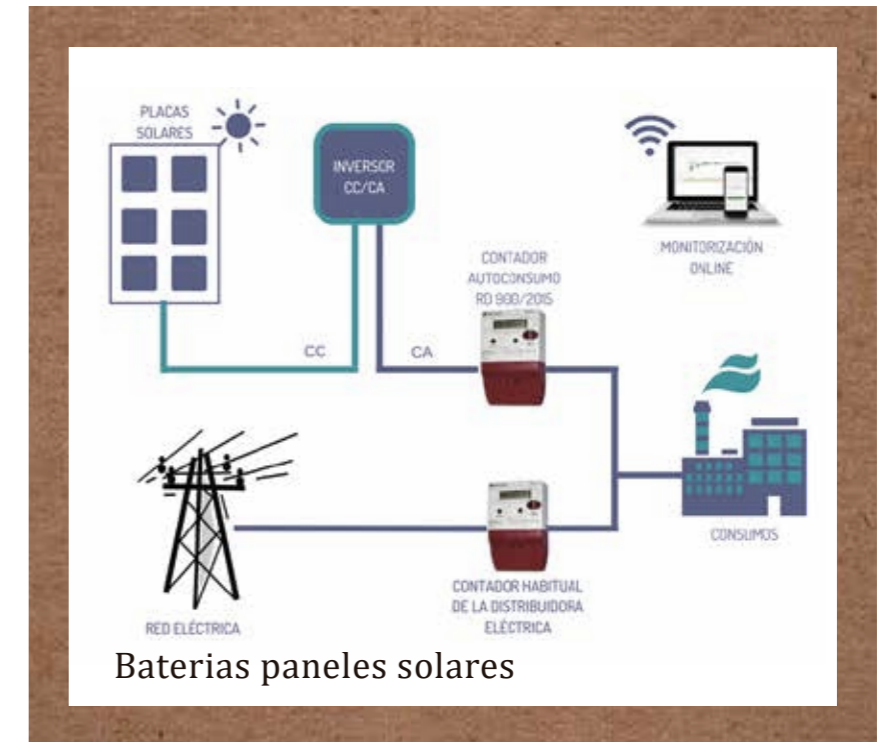 PLACAS
SOLARES
INVERSOR
CC/CA
MONITORIZACIÓN
ONLINE
CONTADOR
AUTOCONSUMO
RD 900/2015
CC
CA
CONSUMOS
CONTADOR HABITUAL
DE LA DISTRIBUIDORA
ELÉCTRICA
RED ELÉCTRICA
Baterias paneles solares